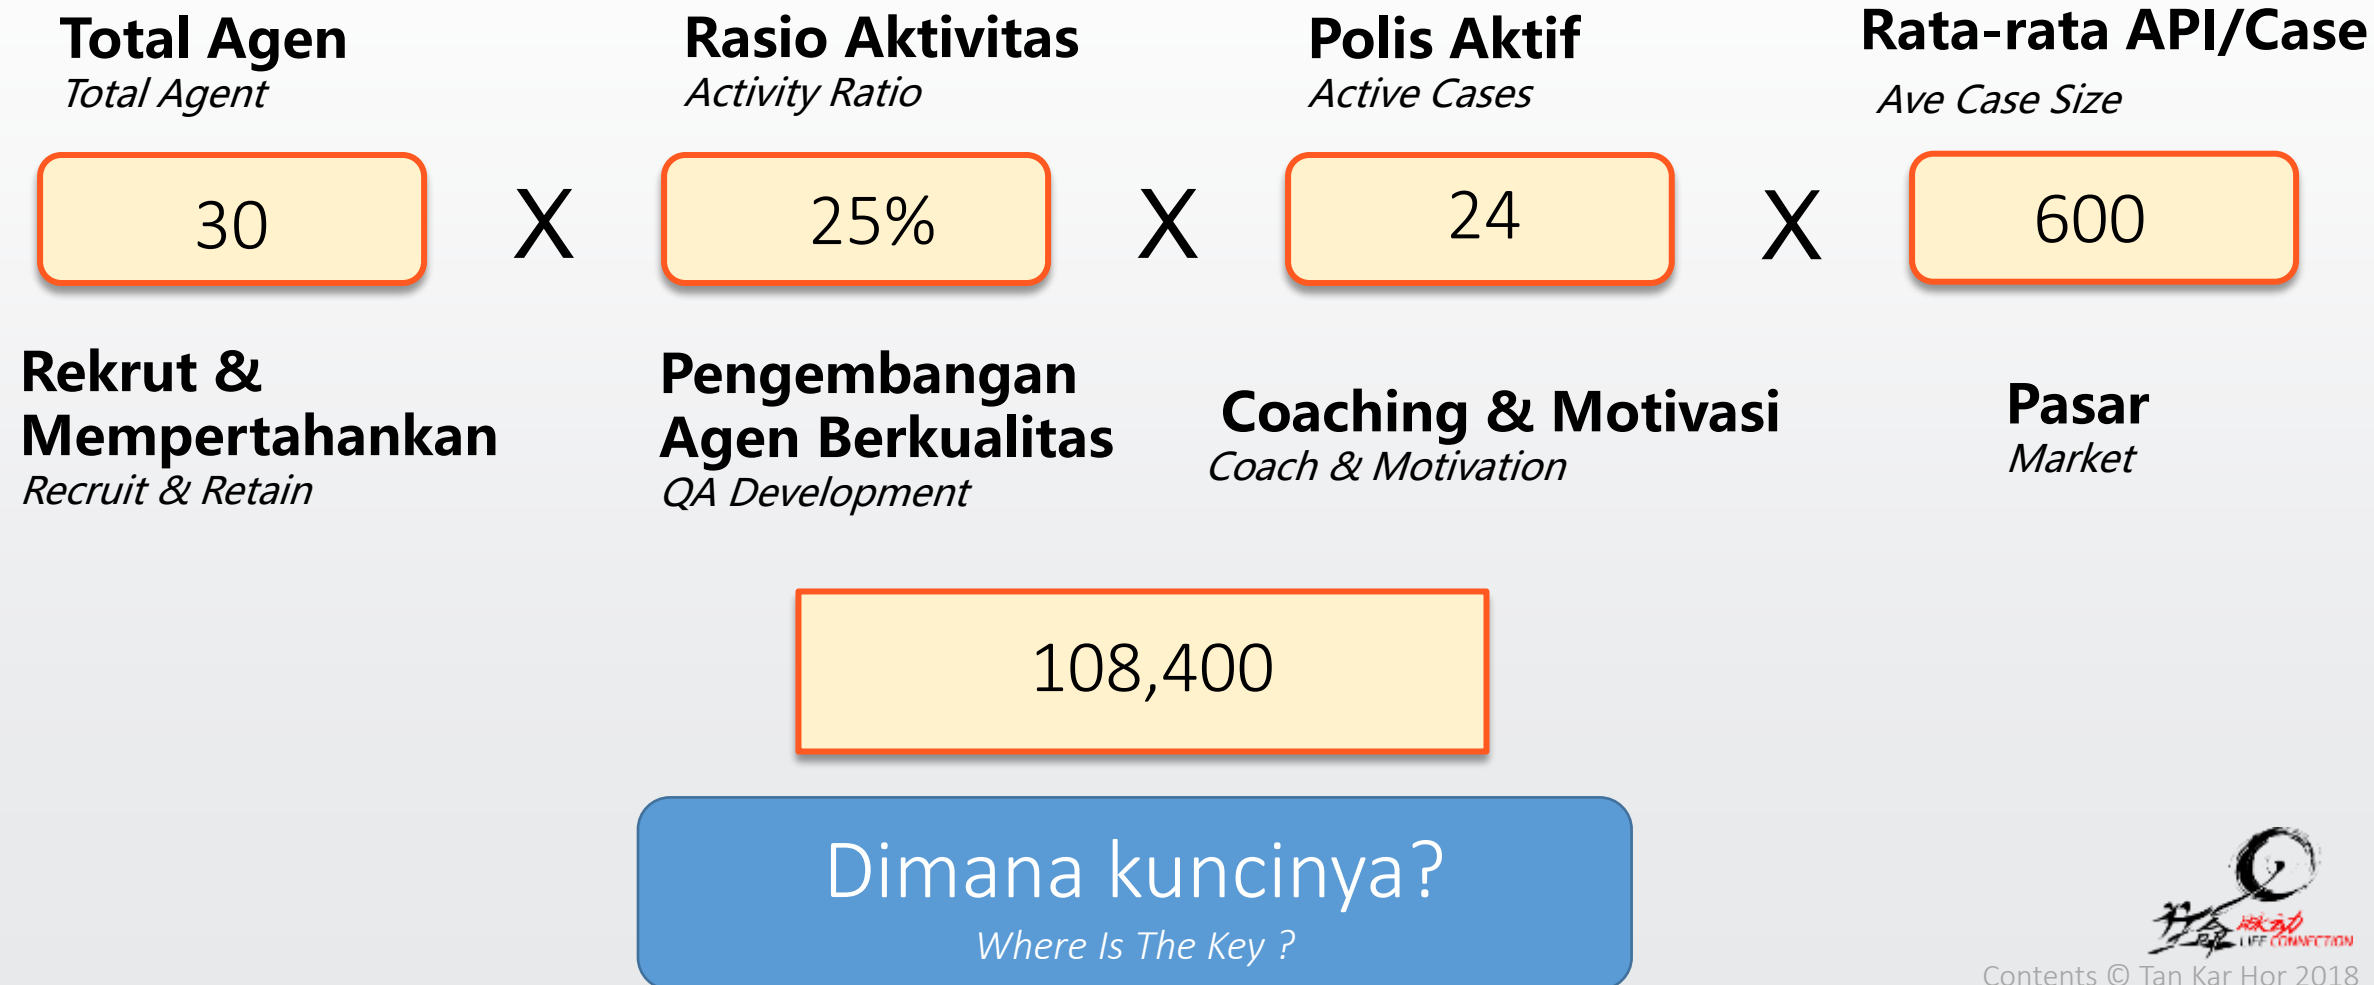 Total Agen
Total Agent
Rasio Aktivitas
Activity Ratio
Polis Aktif
Active Cases
Rata-rata API/Case
Ave Case Size
30
X
25%
X
24
X
600
Rekrut &
Mempertahankan
Recruit & Retain
Pengembangan
Agen Berkualitas
QA Development
Coaching & Motivasi
Coach & Motivation
Pasar
Market
108,400
Dimana kuncinya?
Where Is The Key ?
LIFE CONNECTION
Contents © Tan Kar Hor 2018